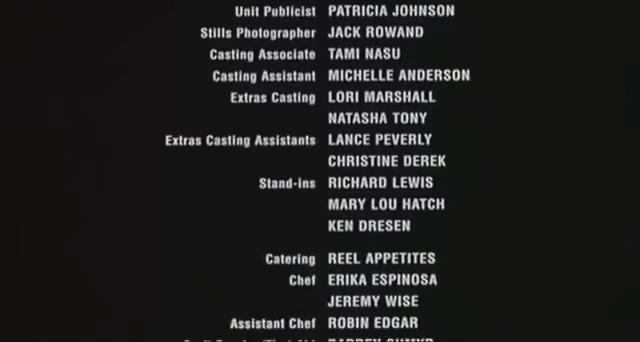 Unit Publicist PATRICIA JOHNSON
Stills Photographer JACK ROWAND
Casting Associate TAMI NASU
Casting Assistant MICHELLE ANDERSON
Extras Casting LORI MARSHALL
NATASHA TONY
Extras Casting Assistants LANCE PEVERLY
CHRISTINE DEREK
Stand-ins RICHARD LEWIS
MARY LOU HATCH
KEN DRESEN
Catering REEL APPETITES
Chef ERIKA ESPINOSA
JEREMY WISE
Assistant Chef ROBIN EDGAR